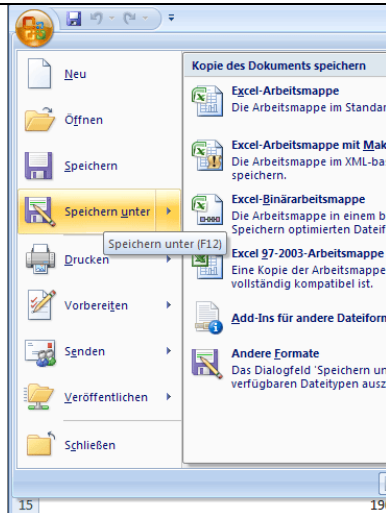 Neu
Öffnen
Speichern
Speichern unter
Speichern unter (F12)
Drucken
Vorbereiten
Senden
Veröffentlichen
Schließen
Kopie des Dokuments speichern
Excel-Arbeitsmappe
Die Arbeitsmappe im Standar
Excel-Arbeitsmappe mit Mak
Die Arbeitsmappe im XML-ba
speichern.
Excel-Binärarbeitsmappe
Die Arbeitsmappe in einem b
Speichern optimierten Dateif
Excel 97-2003-Arbeitsmappe
Eine Kopie der Arbeitsmappe
vollständig kompatibel ist.
Add-Ins für andere Dateiforn
Andere Formate
Das Dialogfeld 'Speichern un
verfügbaren Dateitypen ausz
15